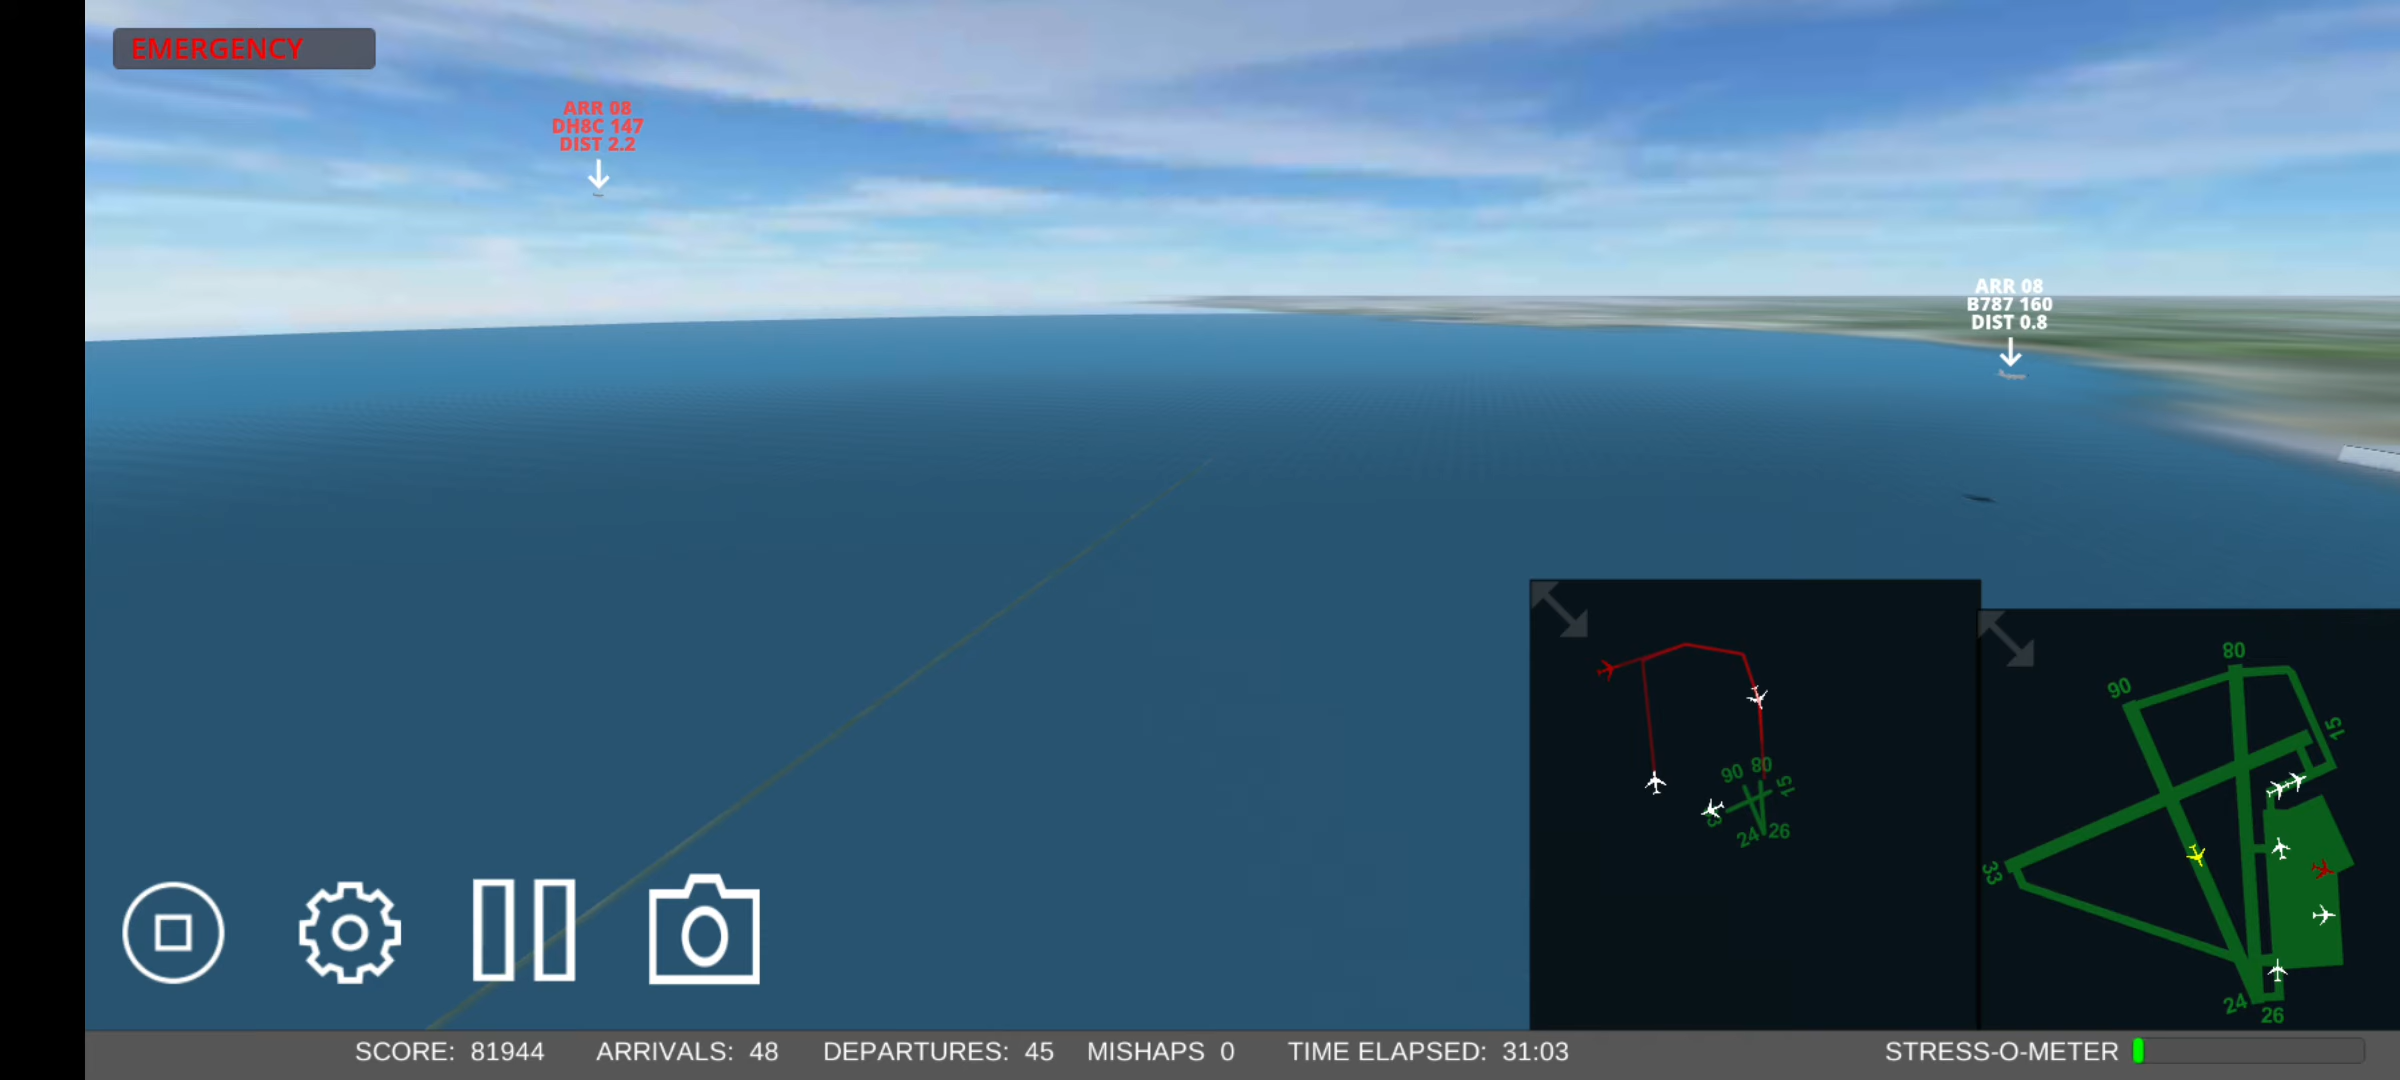 EMERGENCY
ARR 08
DH8C 147
DIST 2.2
ARR 08
B787 160
DIST 0.8
90 80
15
33
24 26
80
90
15
33
24
26
SCORE: 81944 ARRIVALS: 48 DEPARTURES: 45 MISHAPS 0 TIME ELAPSED: 31:03 STRESS-O-METER